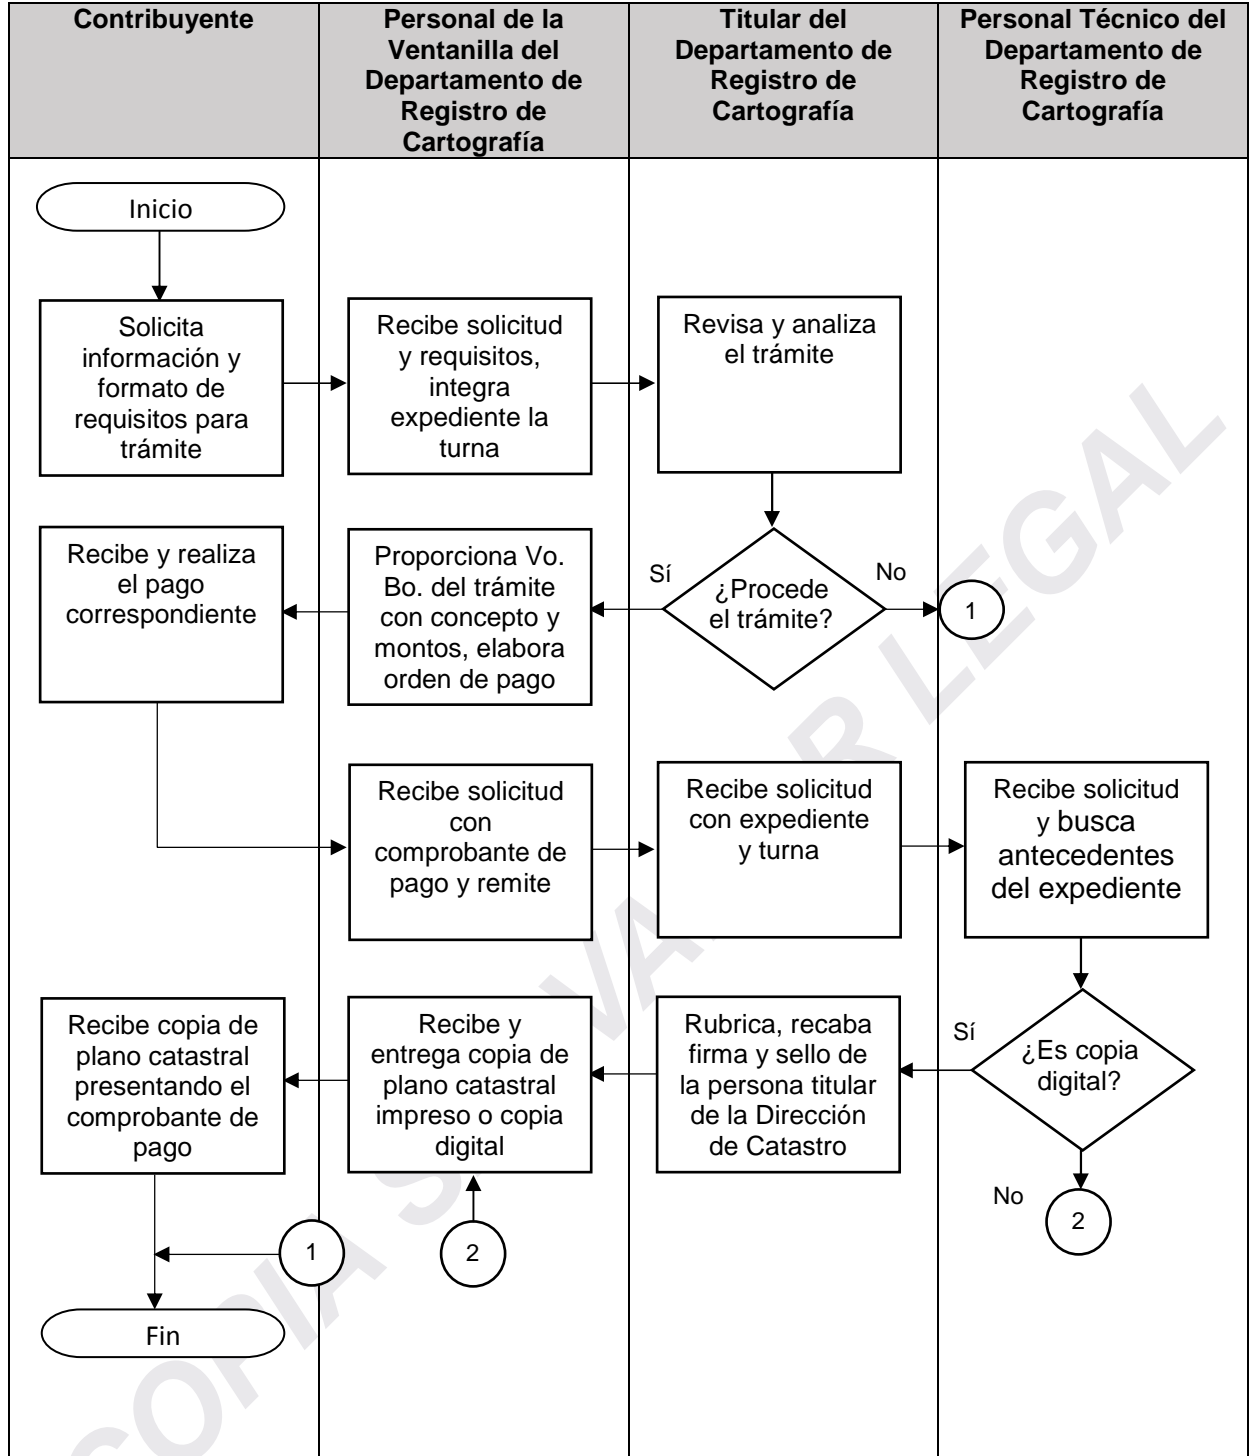 Contribuyente
Personal de la
Ventanilla del
Departamento de
Registro de
Cartografía
Titular del
Departamento de
Registro de
Cartografía
Personal Técnico del
Departamento de
Registro de
Cartografía
Inicio
Solicita
información y
formato de
requisitos para
trámite
Recibe solicitud
y requisitos,
integra
expediente la
turna
Revisa y analiza
el trámite
Recibe y realiza
el pago
correspondiente
Proporciona Vo.
Bo. del trámite
con concepto y
montos, elabora
orden de pago
Sí
¿Procede
el trámite?
No
1
Recibe solicitud
con
comprobante de
pago y remite
Recibe solicitud
con expediente
y turna
Recibe solicitud
y busca
antecedentes
del expediente
Recibe copia de
plano catastral
presentando el
comprobante de
pago
Recibe y
entrega copia de
plano catastral
impreso o copia
digital
Rubrica, recaba
firma y sello de
la persona titular
de la Dirección
de Catastro
Sí
¿Es copia
digital?
No
2
1
2
Fin